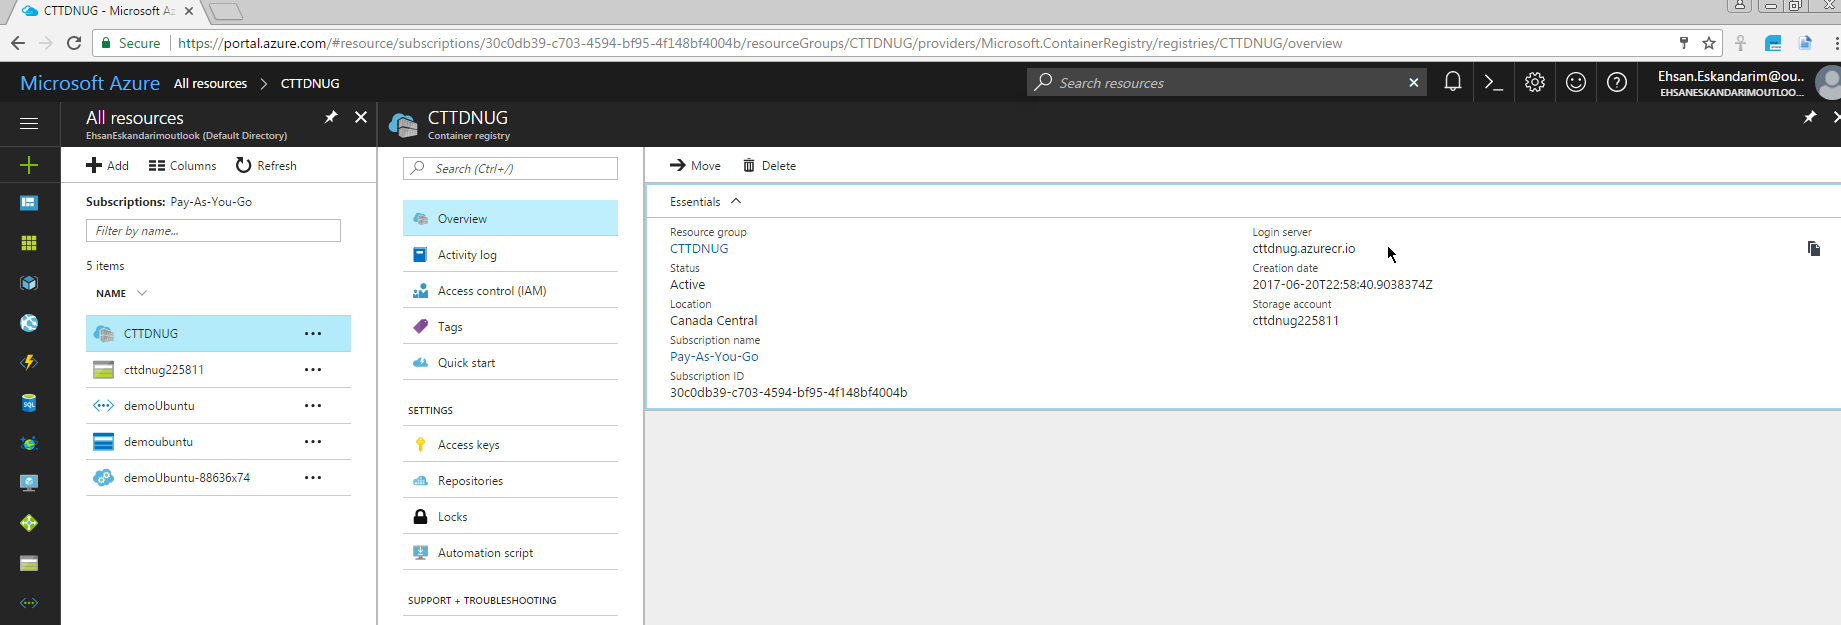 CTTDNUG - Microsoft Az
Secure
https://portal.azure.com/#resource/subscriptions/30c0db39-c703-4594-bf95-4f148bf4004b/resourceGroups/CTTDNUG/providers/Microsoft.ContainerRegistry/registries/CTTDNUG/overview
Microsoft Azure All resources > CTTDNUG
Search resources
Ehsan.Eskandarim@ou..
EHSANESKANDARIMOUTLOO...
All resources
EhsanEskandarimoutlook (Default Directory)
Add Columns Refresh
Subscriptions: Pay-As-You-Go
Filter by name...
5 items
NAME
CTTDNUG
cttdnug225811
demoUbuntu
demoubuntu
demoUbuntu-88636x74
CTTDNUG
Container registry
Search (Ctrl+/)
Overview
Activity log
Access control (IAM)
Tags
Quick start
SETTINGS
Access keys
Repositories
Locks
Automation script
SUPPORT + TROUBLESHOOTING
Move Delete
Essentials
Resource group
CTTDNUG
Status
Active
Location
Canada Central
Subscription name
Pay-As-You-Go
Subscription ID
30c0db39-c703-4594-bf95-4f148bf4004b
Login server
cttdnug.azurecr.io
Creation date
2017-06-20T22:58:40.9038374Z
Storage account
cttdnug225811